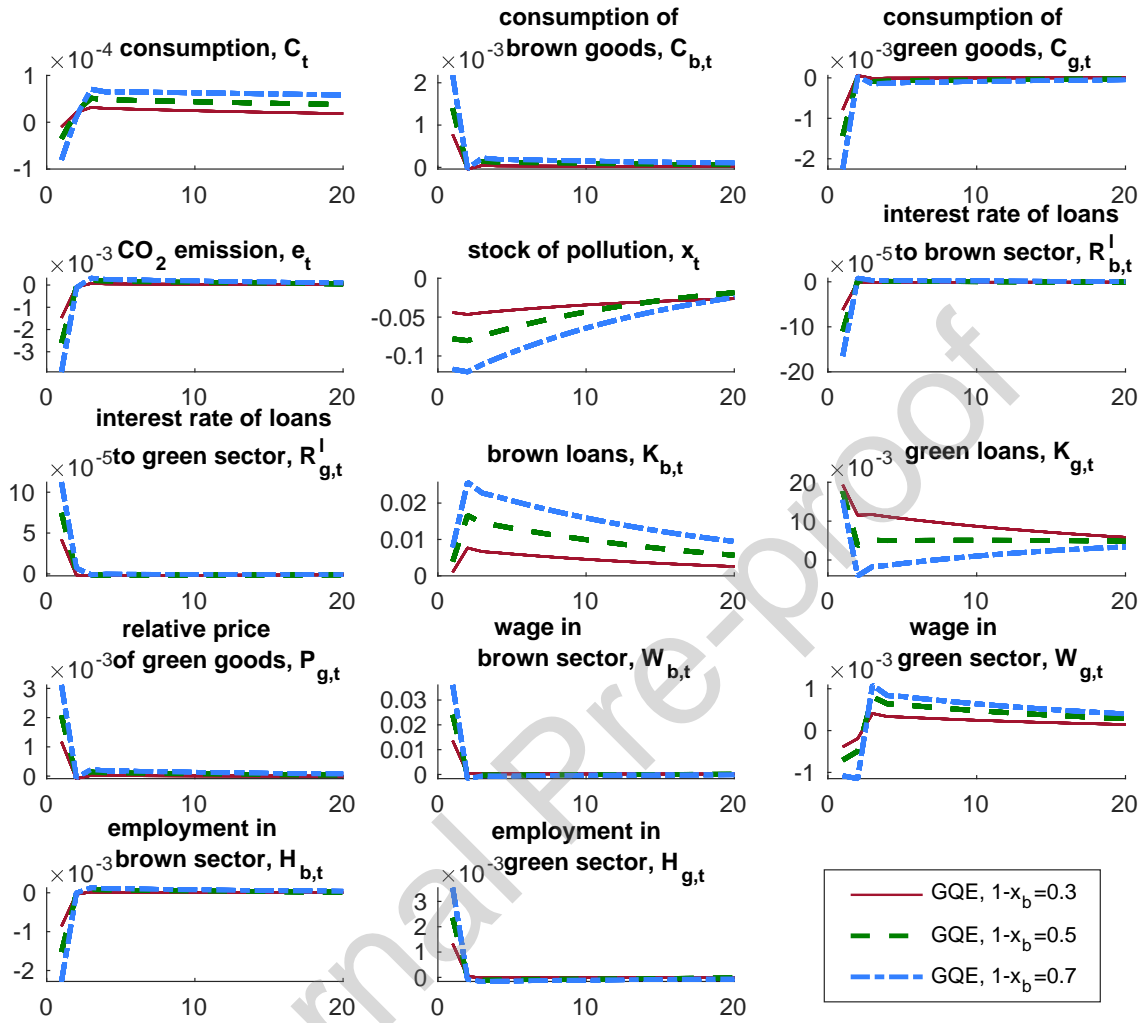 consumption of
consumption of
×10^-4 consumption, C_t
×10^-3 brown goods, C_b,t
×10^-3 green goods, C_g,t
1
0
-1
0 10 20
2
1
0
0 10 20
0
-1
-2
0 10 20
interest rate of loans
×10^-3 CO_2 emission, e_t
stock of pollution, x_t
×10^-5 to brown sector, R^l_b,t
0
-1
-2
-3
0 10 20
0
-0.05
-0.1
0 10 20
0
-10
-20
0 10 20
interest rate of loans
×10^-5 to green sector, R^l_g,t
brown loans, K_b,t
×10^-3 green loans, K_g,t
10
5
0
0 10 20
0.02
0.01
0
0 10 20
20
10
0
0 10 20
relative price
wage in
wage in
×10^-3 of green goods, P_g,t
brown sector, W_b,t
×10^-3 green sector, W_g,t
3
2
1
0
0 10 20
0.03
0.02
0.01
0
0 10 20
1
0
-1
0 10 20
employment in
employment in
×10^-3 brown sector, H_b,t
×10^-3 green sector, H_g,t
0
-1
-2
0 10 20
3
2
1
0
0 10 20
GQE, 1-x_b=0.3
GQE, 1-x_b=0.5
GQE, 1-x_b=0.7
rnal Pre-proof